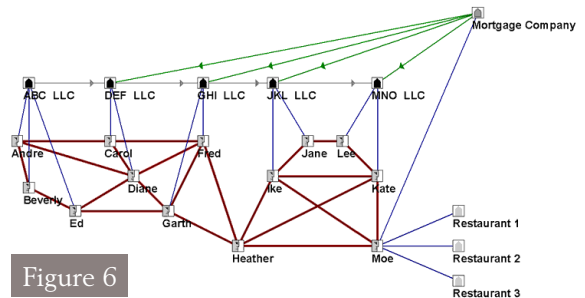 Mortgage Company
ABC LLC
DEF LLC
GHI LLC
JKL LLC
MNO LLC
Andre
Carol
Fred
Jane
Lee
Beverly
Diane
Ike
Kate
Ed
Garth
Restaurant 1
Heather
Moe
Restaurant 2
Restaurant 3
Figure 6